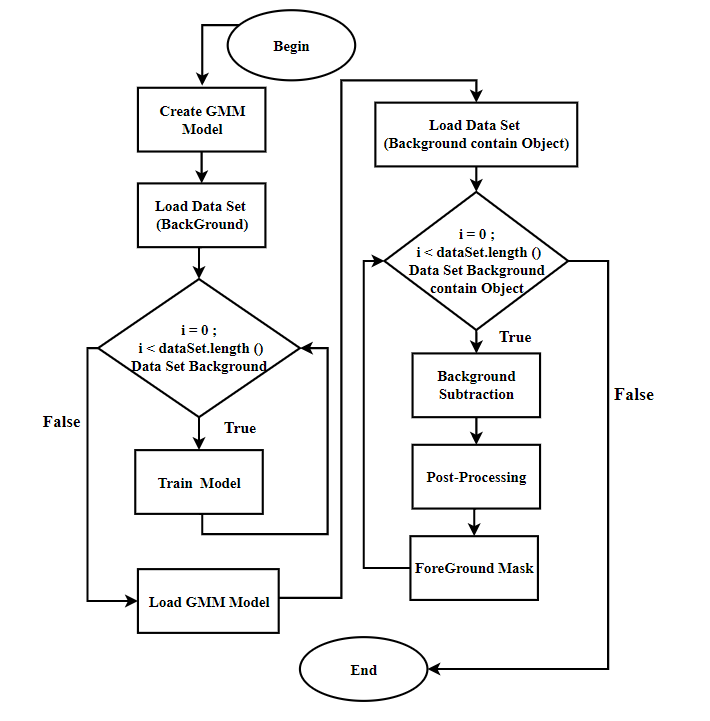 Begin
Create GMM
Model
Load Data Set
(BackGround)
i = 0 ;
i < dataSet.length ()
Data Set Background
True
False
Train Model
Load GMM Model
Load Data Set
(Background contain Object)
i = 0 ;
i < dataSet.length ()
Data Set Background
contain Object
True
False
Background
Subtraction
Post-Processing
ForeGround Mask
End